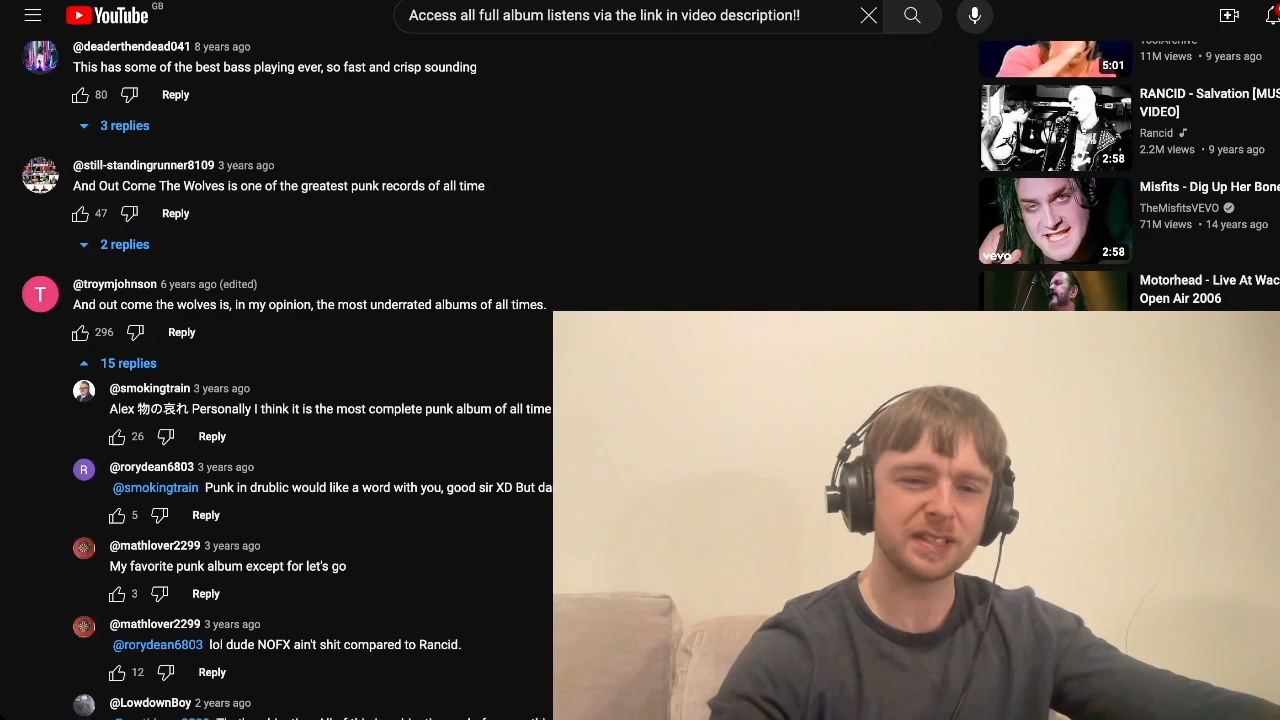 YouTube GB
Access all full album listens via the link in video description!!
@deaderthendead041 8 years ago
This has some of the best bass playing ever, so fast and crisp sounding
80 Reply
3 replies
@still-standingrunner8109 3 years ago
And Out Come The Wolves is one of the greatest punk records of all time
47 Reply
2 replies
@troymjohnson 6 years ago (edited)
And out come the wolves is, in my opinion, the most underrated albums of all times.
296 Reply
15 replies
@smokingtrain 3 years ago
Alex 物の哀れ Personally I think it is the most complete punk album of all time
26 Reply
R
@rorydean6803 3 years ago
@smokingtrain Punk in drublic would like a word with you, good sir XD But da
5 Reply
@mathlover2299 3 years ago
My favorite punk album except for let's go
3 Reply
@mathlover2299 3 years ago
@rorydean6803 lol dude NOFX ain't shit compared to Rancid.
12 Reply
@LowdownBoy 2 years ago
T
5:01
11M views • 9 years ago
RANCID - Salvation [MUS
VIDEO]
Rancid
2.2M views • 9 years ago
2:58
Misfits - Dig Up Her Bone
TheMisfitsVEVO
71M views • 14 years ago
vevo
2:58
Motorhead - Live At Wac
Open Air 2006